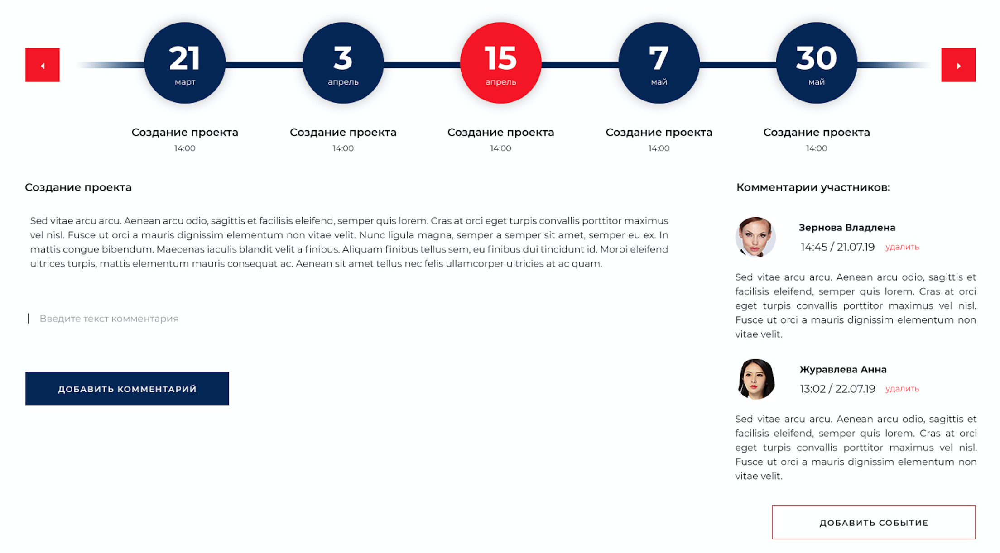 21
март
3
апрель
15
апрель
7
май
30
май
Создание проекта
14:00
Создание проекта
14:00
Создание проекта
14:00
Создание проекта
14:00
Создание проекта
14:00
Создание проекта
Sed vitae arcu arcu. Aenean arcu odio, sagittis et facilisis eleifend, semper quis lorem. Cras at orci eget turpis convallis porttitor maximus
vel nisl. Fusce ut orci a mauris dignissim elementum non vitae velit. Nunc ligula magna, semper a semper sit amet, semper eu ex. In
mattis congue bibendum. Maecenas iaculis blandit velit a finibus. Aliquam finibus tellus sem, eu finibus dui tincidunt id. Morbi eleifend
ultrices turpis, mattis elementum mauris consequat ac. Aenean sit amet tellus nec felis ullamcorper ultricies at ac quam.
Введите текст комментария
ДОБАВИТЬ КОММЕНТАРИЙ
Комментарии участников:
Зернова Владлена
14:45 / 21.07.19 удалить
Sed vitae arcu arcu. Aenean arcu odio, sagittis et
facilisis eleifend, semper quis lorem. Cras at orci
eget turpis convallis porttitor maximus vel nisl.
Fusce ut orci a mauris dignissim elementum non
vitae velit.
Журавлева Анна
13:02 / 22.07.19 удалить
Sed vitae arcu arcu. Aenean arcu odio, sagittis et
facilisis eleifend, semper quis lorem. Cras at orci
eget turpis convallis porttitor maximus vel nisl.
Fusce ut orci a mauris dignissim elementum non
vitae velit.
ДОБАВИТЬ СОБЫТИЕ